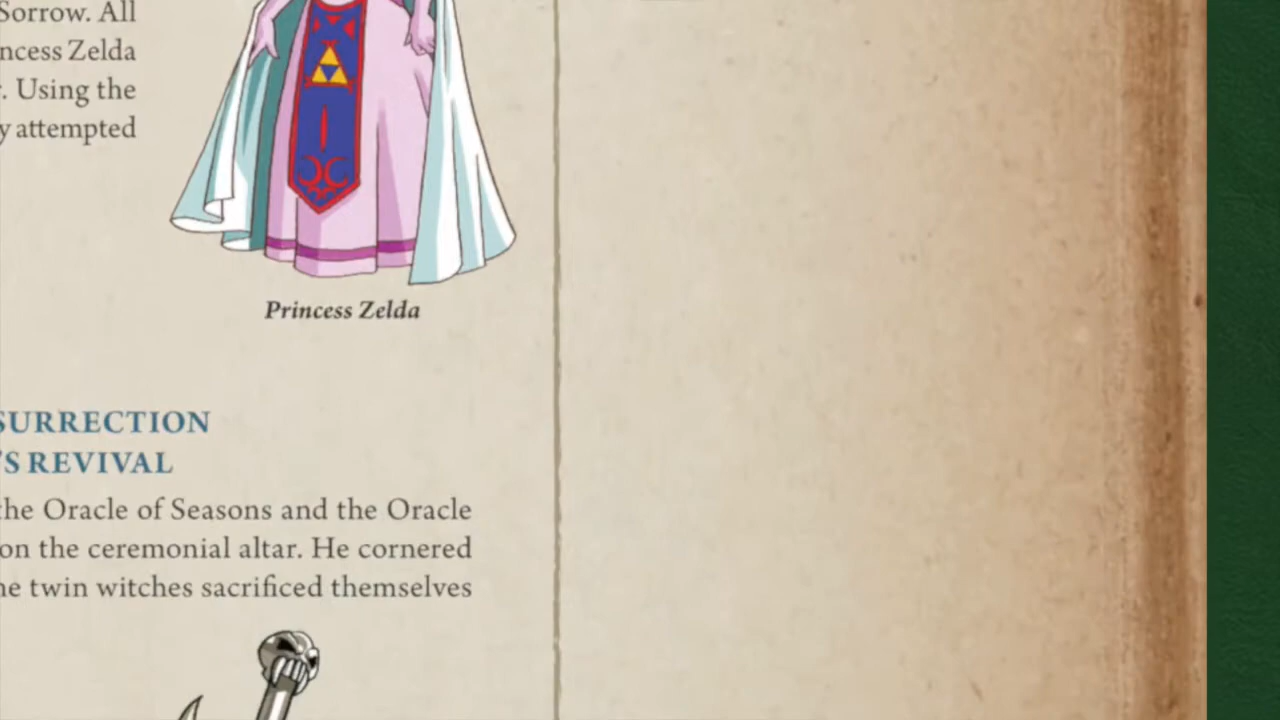 Sorrow. All
ncess Zelda
. Using the
y attempted
Princess Zelda
SURRECTION
'S REVIVAL
the Oracle of Seasons and the Oracle
on the ceremonial altar. He cornered
he twin witches sacrificed themselves